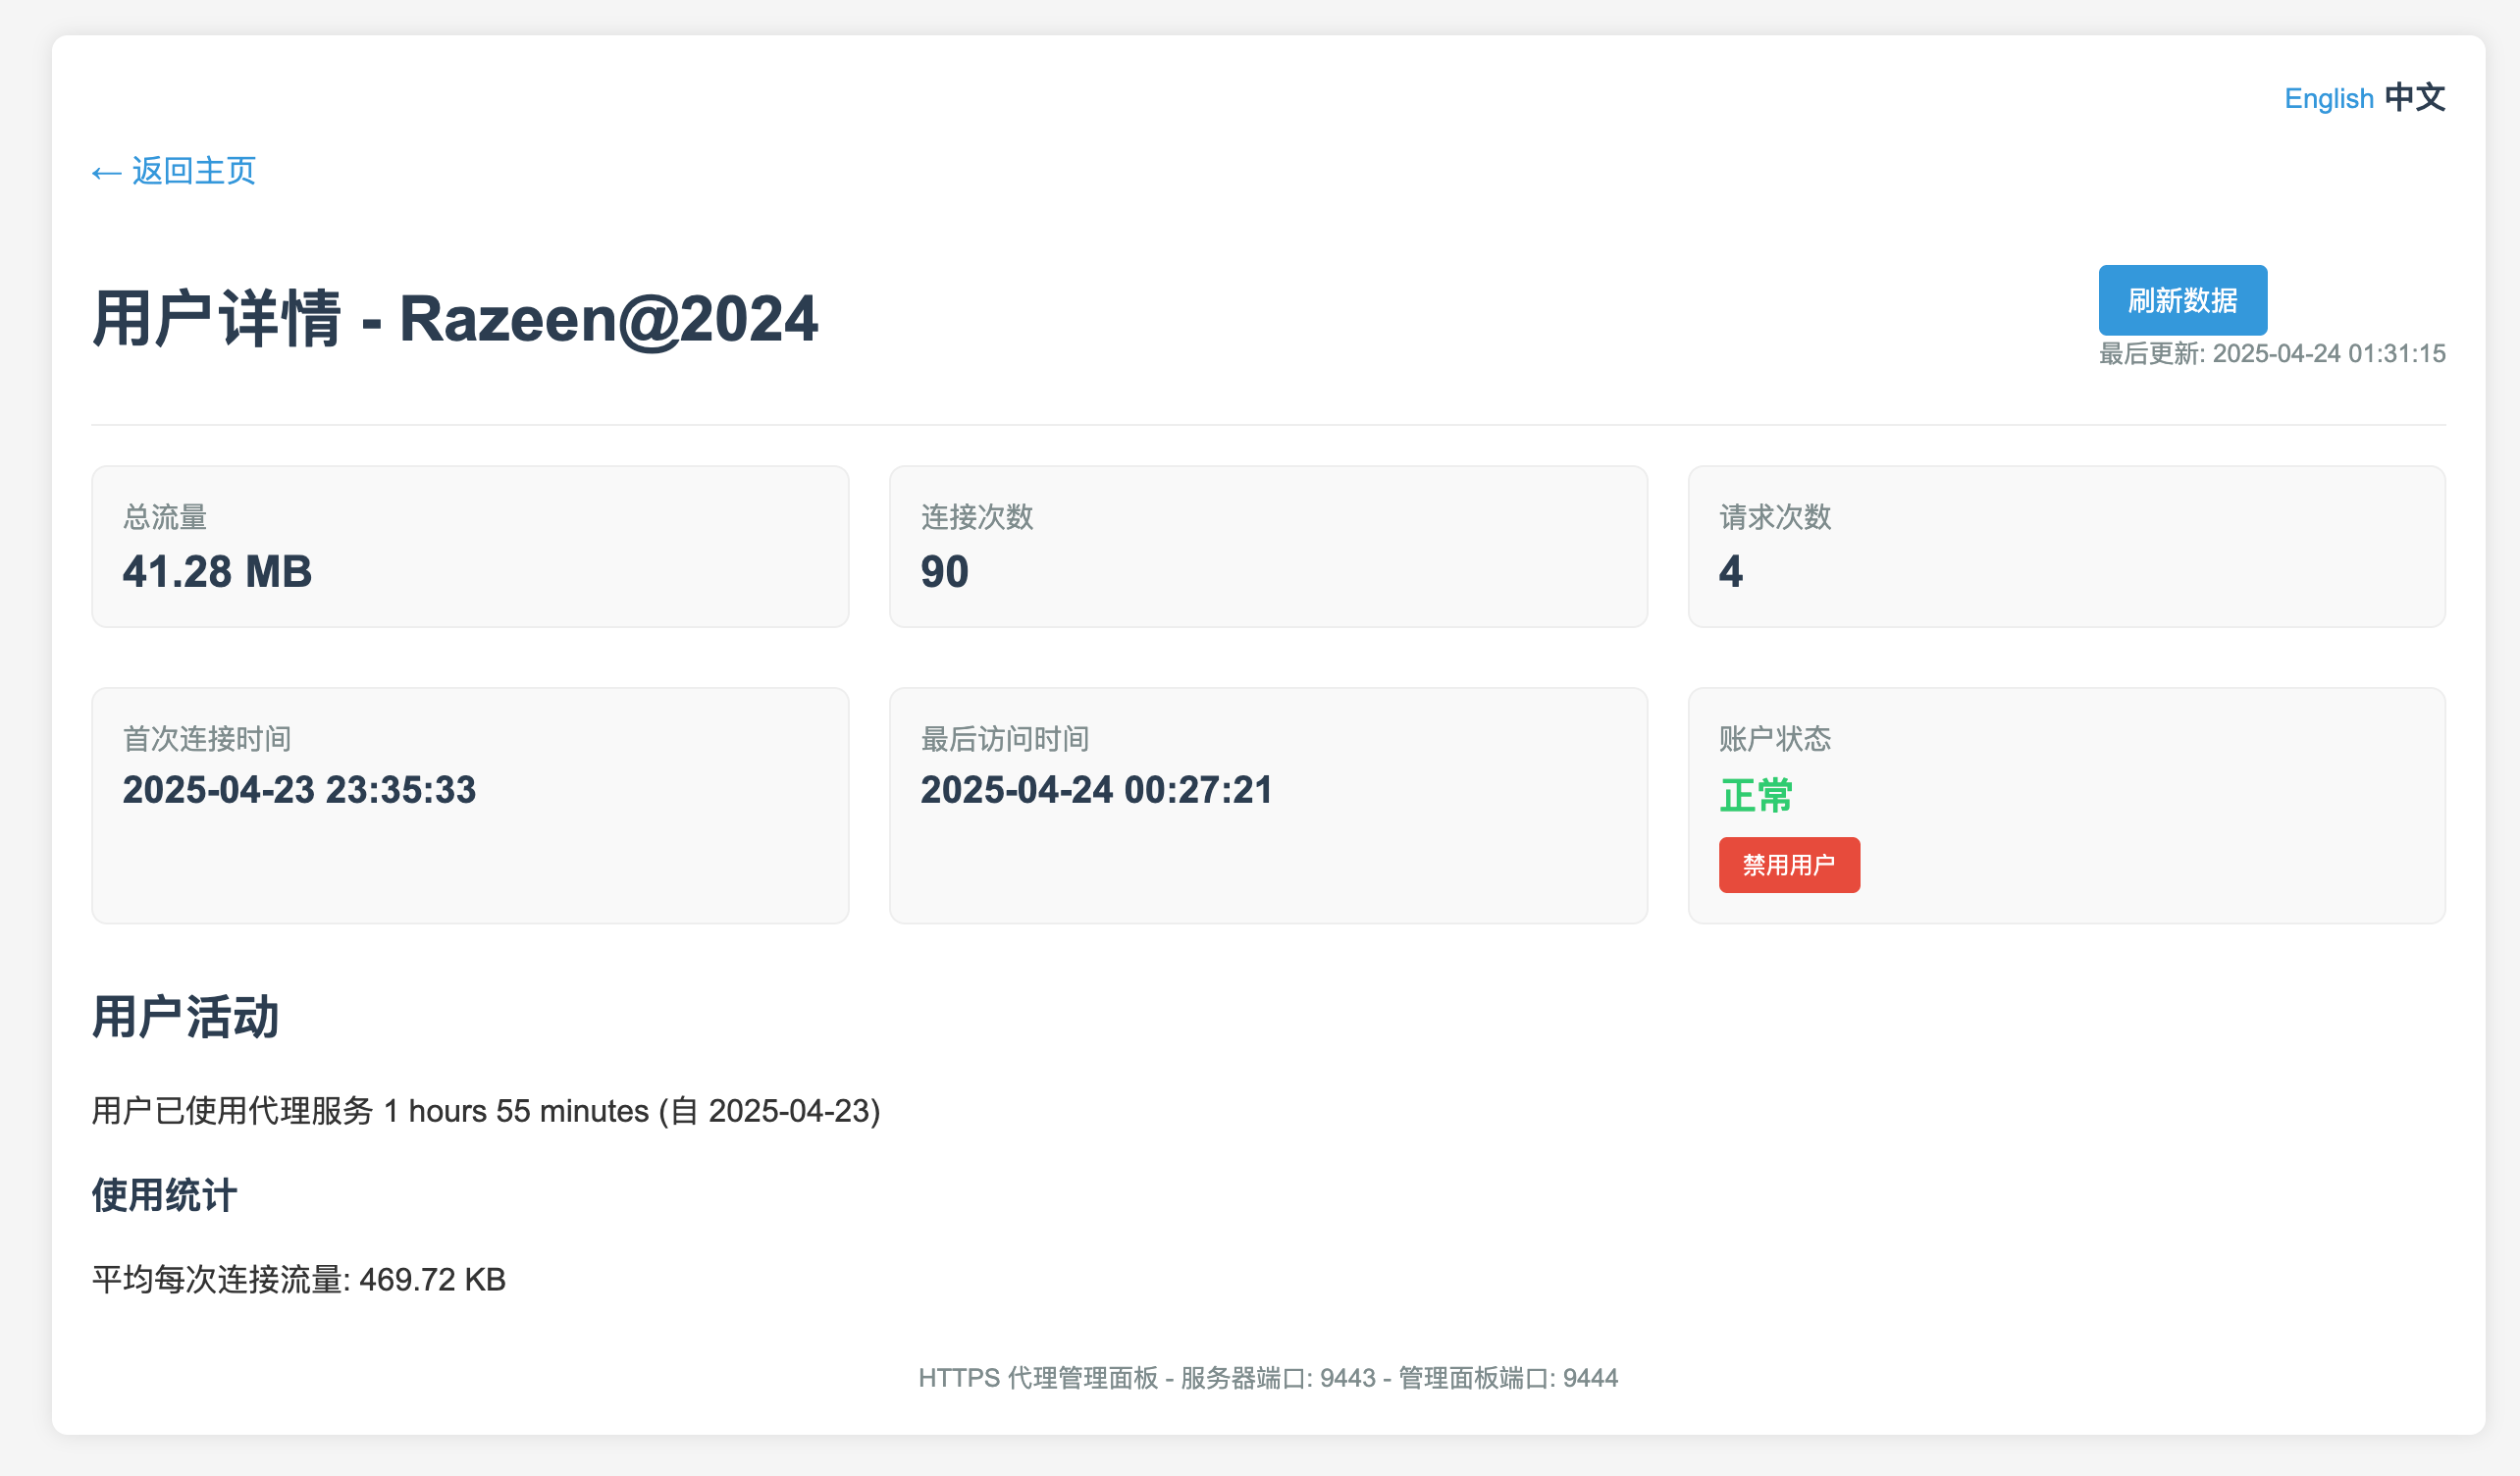 English 中文
← 返回主页
用户详情 - Razeen@2024
刷新数据
最后更新: 2025-04-24 01:31:15
总流量
41.28 MB
连接次数
90
请求次数
4
首次连接时间
2025-04-23 23:35:33
最后访问时间
2025-04-24 00:27:21
账户状态
正常
禁用用户
用户活动
用户已使用代理服务 1 hours 55 minutes (自 2025-04-23)
使用统计
平均每次连接流量: 469.72 KB
HTTPS 代理管理面板 - 服务器端口: 9443 - 管理面板端口: 9444